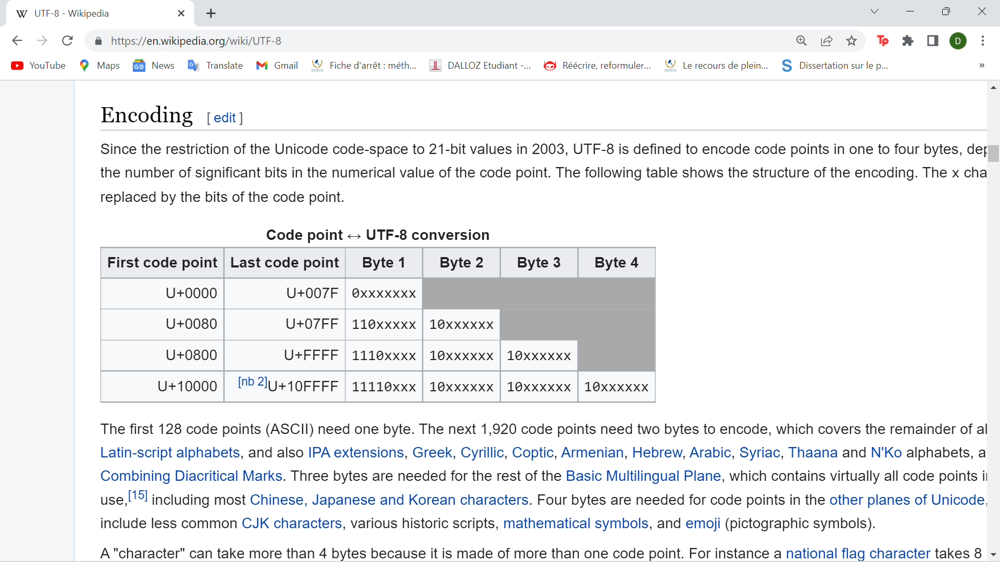 UTF-8 - Wikipedia
https://en.wikipedia.org/wiki/UTF-8
D
YouTube Maps News Translate Gmail Fiche d'arrêt : méth... DALLOZ Etudiant -... Réécrire, reformuler... Le recours de plein... Dissertation sur le p... »
Encoding [ edit ]
Since the restriction of the Unicode code-space to 21-bit values in 2003, UTF-8 is defined to encode code points in one to four bytes, dep
the number of significant bits in the numerical value of the code point. The following table shows the structure of the encoding. The x cha
replaced by the bits of the code point.
Code point ↔ UTF-8 conversion
First code point Last code point Byte 1 Byte 2 Byte 3 Byte 4
U+0000 U+007F 0xxxxxxx
U+0080 U+07FF 110xxxxx 10xxxxxx
U+0800 U+FFFF 1110xxxx 10xxxxxx 10xxxxxx
U+10000 [nb 2]U+10FFFF 11110xxx 10xxxxxx 10xxxxxx 10xxxxxx
The first 128 code points (ASCII) need one byte. The next 1,920 code points need two bytes to encode, which covers the remainder of al
Latin-script alphabets, and also IPA extensions, Greek, Cyrillic, Coptic, Armenian, Hebrew, Arabic, Syriac, Thaana and N'Ko alphabets, a
Combining Diacritical Marks. Three bytes are needed for the rest of the Basic Multilingual Plane, which contains virtually all code points i
use,[15] including most Chinese, Japanese and Korean characters. Four bytes are needed for code points in the other planes of Unicode,
include less common CJK characters, various historic scripts, mathematical symbols, and emoji (pictographic symbols).
A "character" can take more than 4 bytes because it is made of more than one code point. For instance a national flag character takes 8